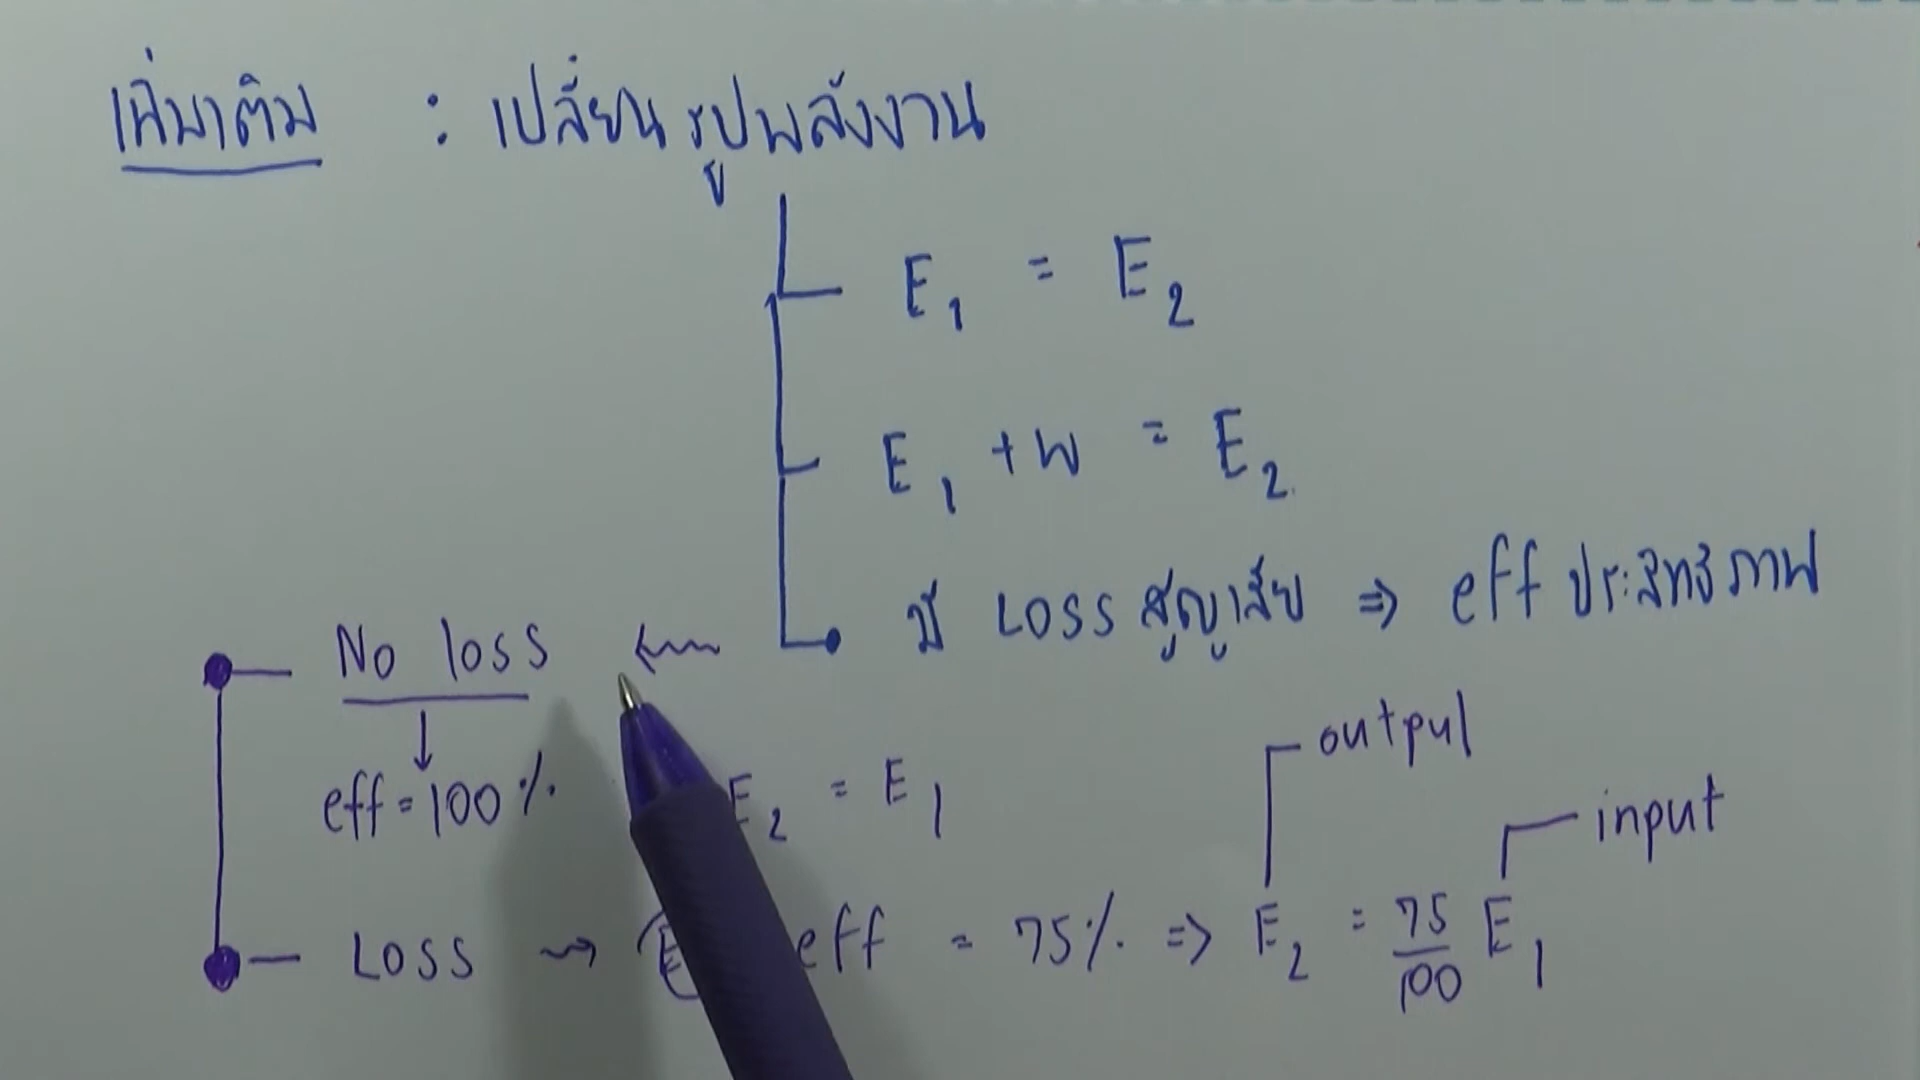 เพิ่มเติม : เปลี่ยนรูปพลังงาน
E₁ = E₂
E₁ + W = E₂
มี LOSS สูญเสีย ⇒ eff ประสิทธิภาพ
No loss
eff = 100 %
E₂ = E₁
output
input
LOSS
eff = 75% ⇒ E₂ = 75/100 E₁